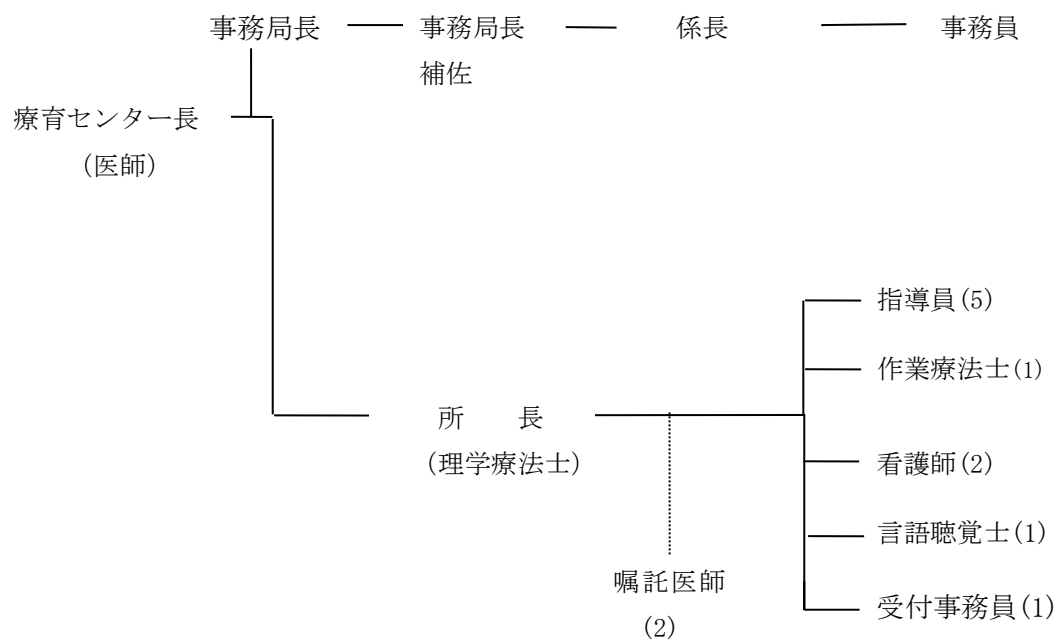 事務局長 事務局長 係長 事務員
補佐
療育センター長
(医師)
指導員(5)
作業療法士(1)
所 長
(理学療法士)
看護師(2)
言語聴覚士(1)
嘱託医師
(2)
受付事務員(1)